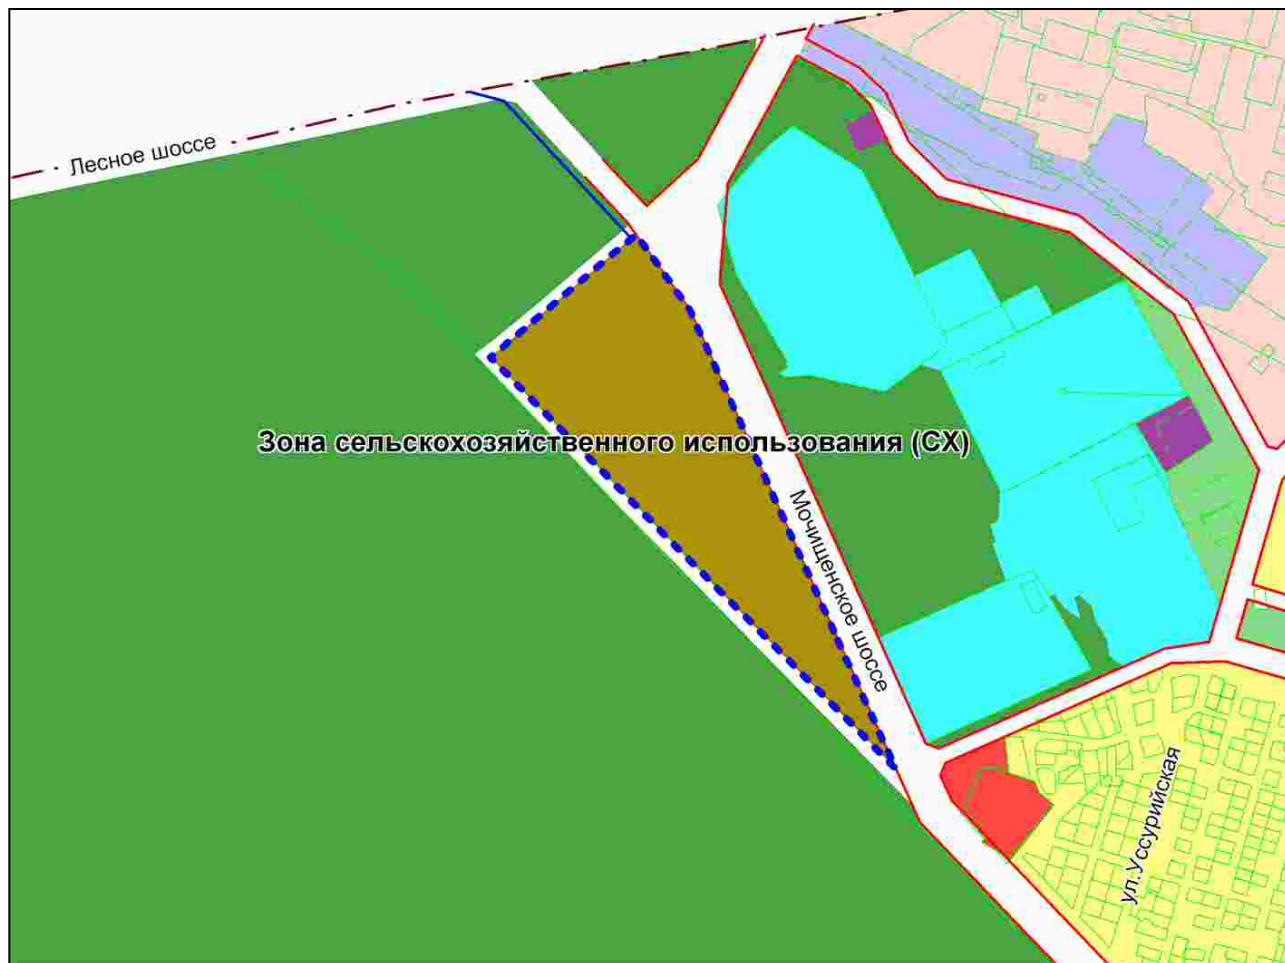 Лесное шоссе
Зона сельскохозяйственного использования (СХ)
Мочищенское шоссе
ул.Уссурийская